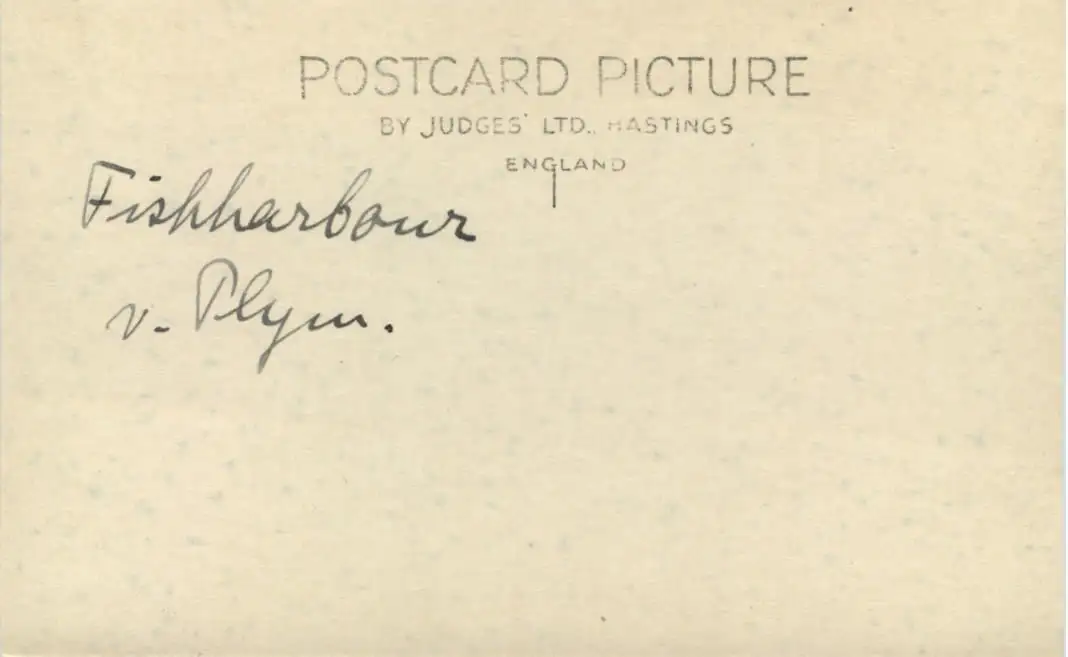 POSTCARD PICTURE
BY JUDGES' LTD., HASTINGS
ENGLAND
Fishharbour
v. Plym.